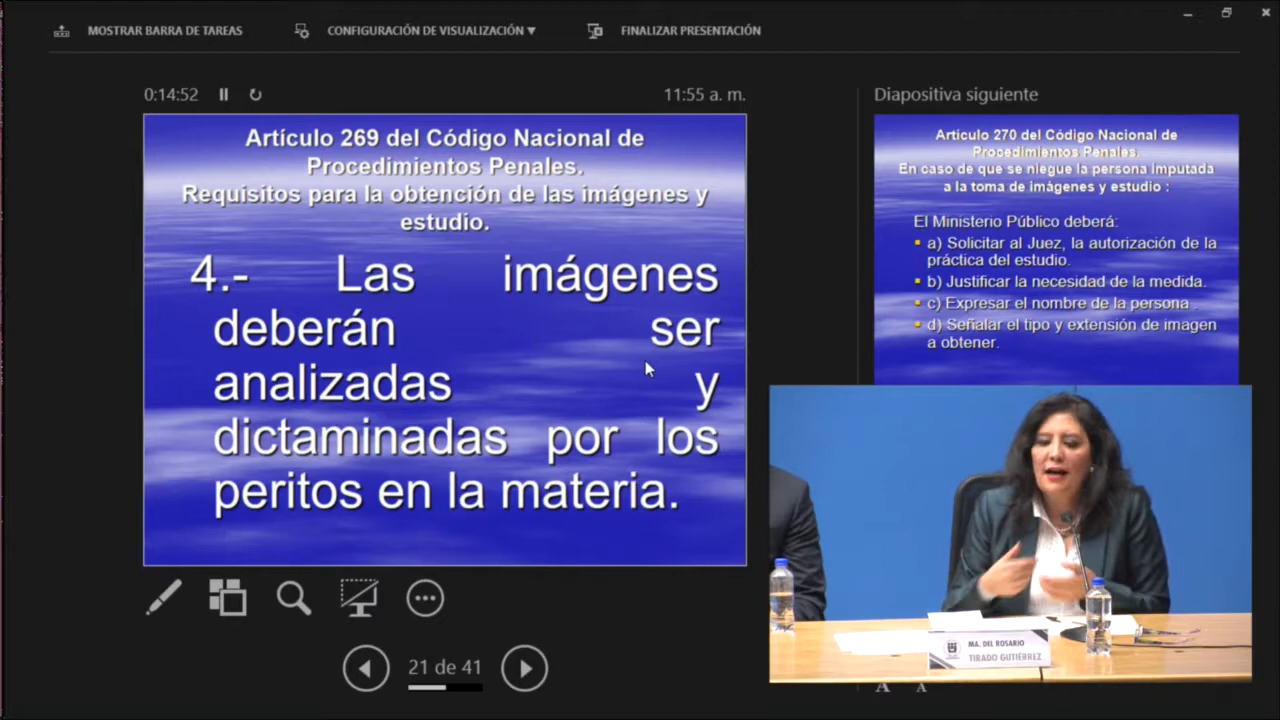 MOSTRAR BARRA DE TAREAS
CONFIGURACIÓN DE VISUALIZACIÓN ▼
FINALIZAR PRESENTACIÓN
0:14:52
11:55 a. m.
Artículo 269 del Código Nacional de
Procedimientos Penales.
Requisitos para la obtención de las imágenes y
estudio.
4.- Las imágenes
deberán ser
analizadas y
dictaminadas por los
peritos en la materia.
21 de 41
Diapositiva siguiente
Artículo 270 del Código Nacional de
Procedimientos Penales.
En caso de que se niegue la persona imputada
a la toma de imágenes y estudio :
El Ministerio Público deberá:
a) Solicitar al Juez, la autorización de la
práctica del estudio.
b) Justificar la necesidad de la medida.
c) Expresar el nombre de la persona .
d) Señalar el tipo y extensión de imagen
a obtener.
MA. DEL ROSARIO
TIRADO GUTIÉRREZ
A A